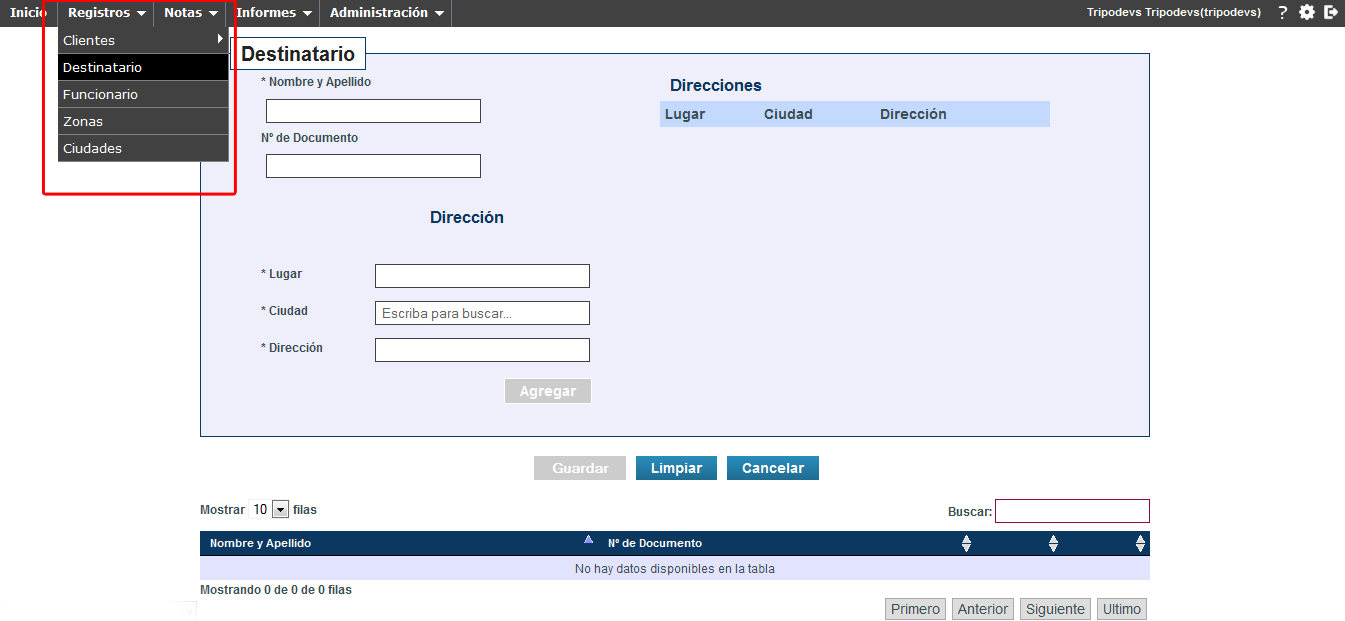 Inicio Registros Notas Informes Administración Tripodevs Tripodevs(tripodevs) ?
Clientes
Destinatario
Funcionario
Zonas
Ciudades
Destinatario
* Nombre y Apellido
Nº de Documento
Direcciones
Lugar Ciudad Dirección
Dirección
* Lugar
* Ciudad Escriba para buscar...
* Dirección
Agregar
Guardar Limpiar Cancelar
Mostrar 10 filas Buscar:
Nombre y Apellido Nº de Documento
No hay datos disponibles en la tabla
Mostrando 0 de 0 de 0 filas
Primero Anterior Siguiente Ultimo